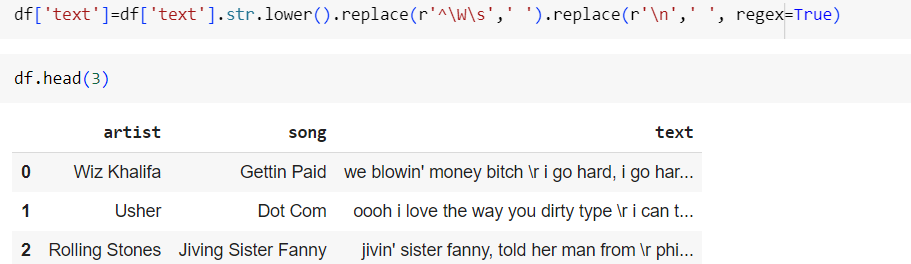 df['text']=df['text'].str.lower().replace(r'^\W\s',' ').replace(r'\n',' ', regex=True)
df.head(3)
artist song text
0 Wiz Khalifa Gettin Paid we blowin' money bitch \r i go hard, i go har...
1 Usher Dot Com oooh i love the way you dirty type \r i can t...
2 Rolling Stones Jiving Sister Fanny jivin' sister fanny, told her man from \r phi...